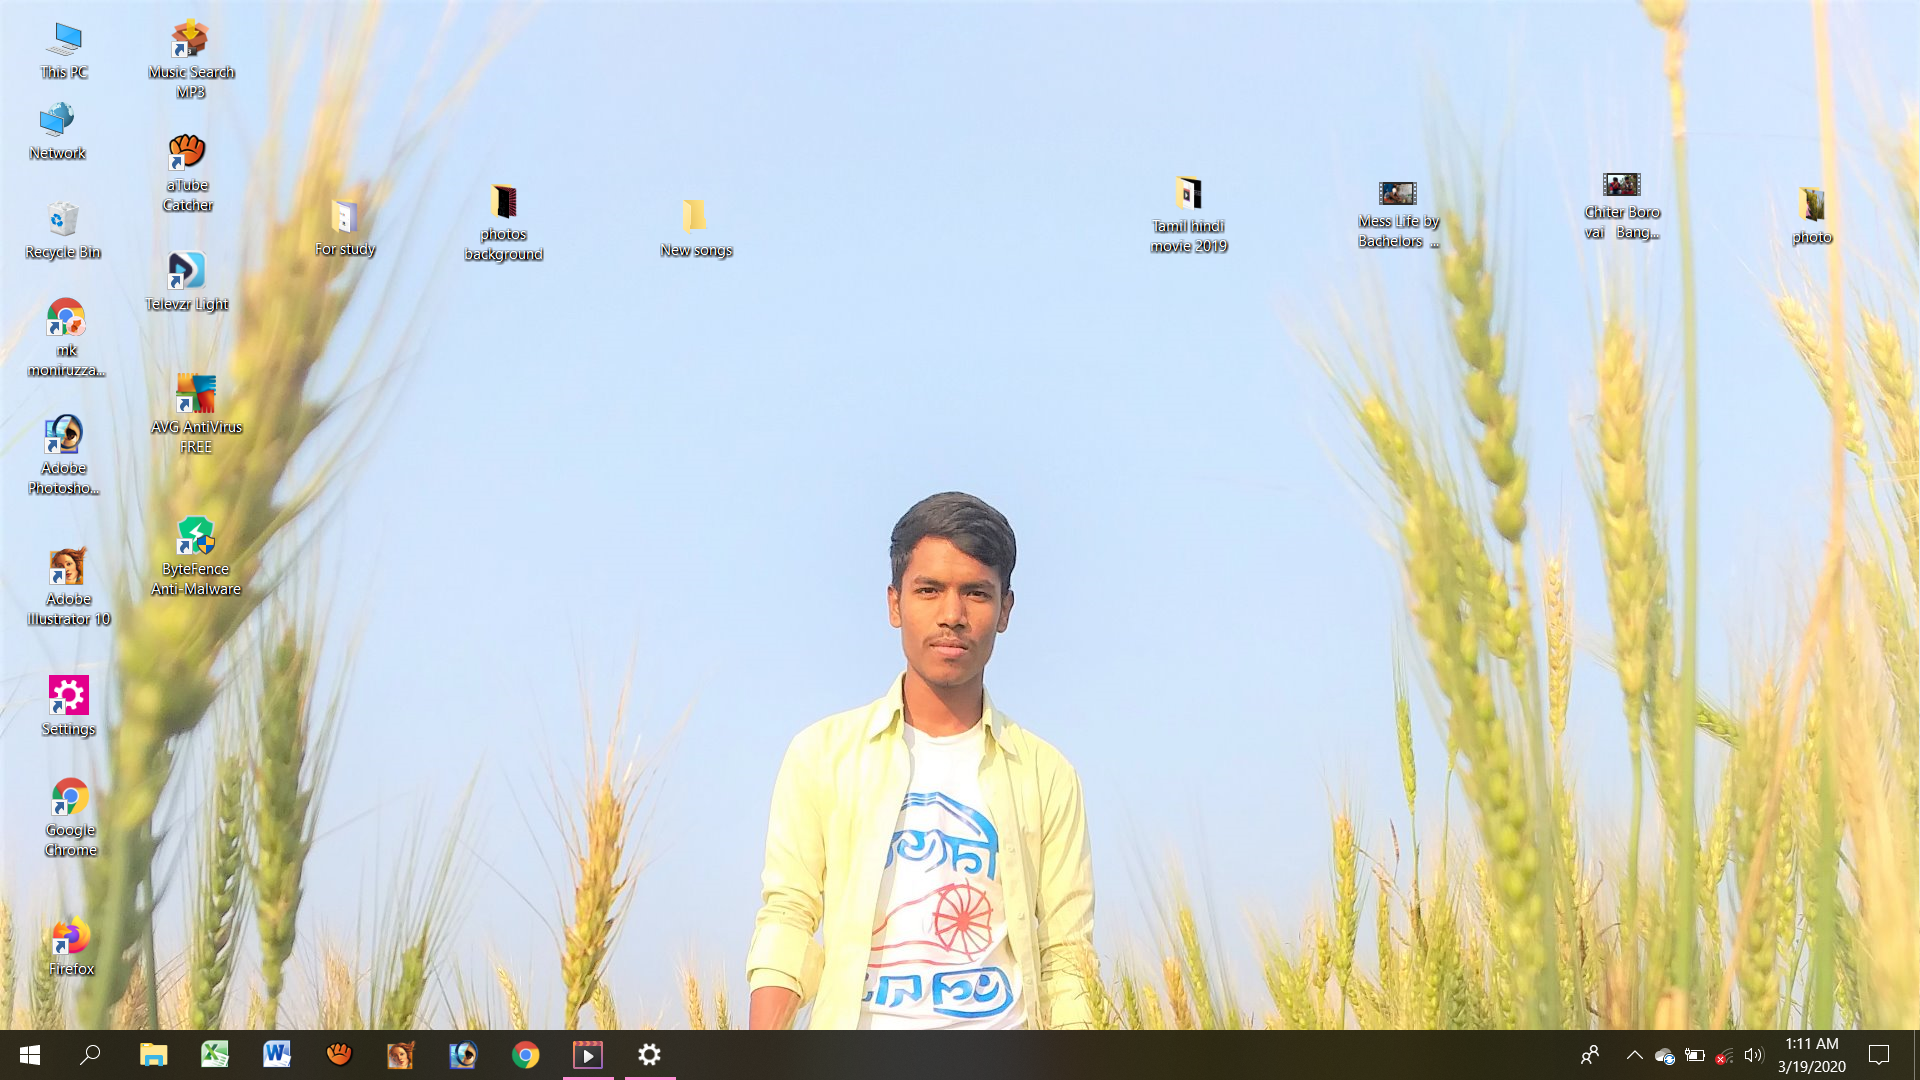 This PC
Network
Recycle Bin
mk
moniruzza...
Adobe
Photosho...
Adobe
Illustrator 10
Settings
Google
Chrome
Firefox
Music Search
MP3
aTube
Catcher
Televzr Light
AVG AntiVirus
FREE
ByteFence
Anti-Malware
For study
photos
background
New songs
Tamil hindi
movie 2019
Mess Life by
Bachelors ...
Chiter Boro
vai Bang...
photo
1:11 AM
3/19/2020